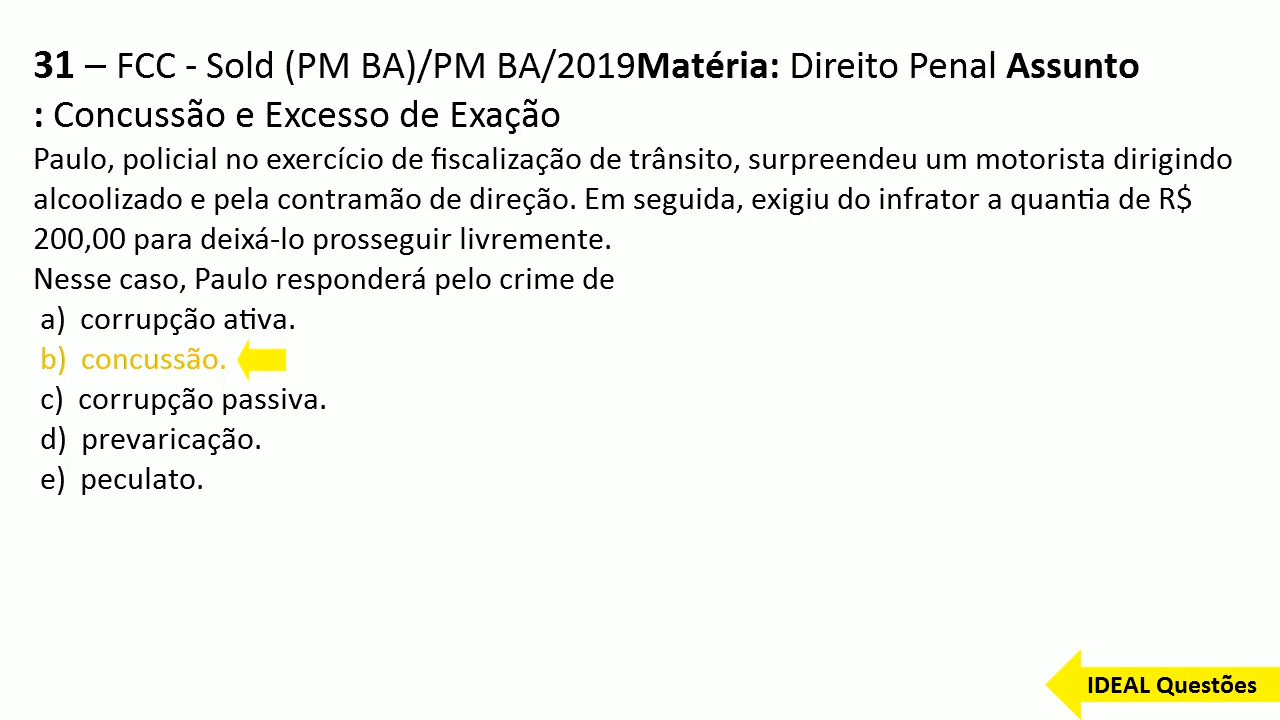 31 – FCC - Sold (PM BA)/PM BA/2019Matéria: Direito Penal Assunto
: Concussão e Excesso de Exação
Paulo, policial no exercício de fiscalização de trânsito, surpreendeu um motorista dirigindo
alcoolizado e pela contramão de direção. Em seguida, exigiu do infrator a quantia de R$
200,00 para deixá-lo prosseguir livremente.
Nesse caso, Paulo responderá pelo crime de
a) corrupção ativa.
b) concussão.
c) corrupção passiva.
d) prevaricação.
e) peculato.
IDEAL Questões